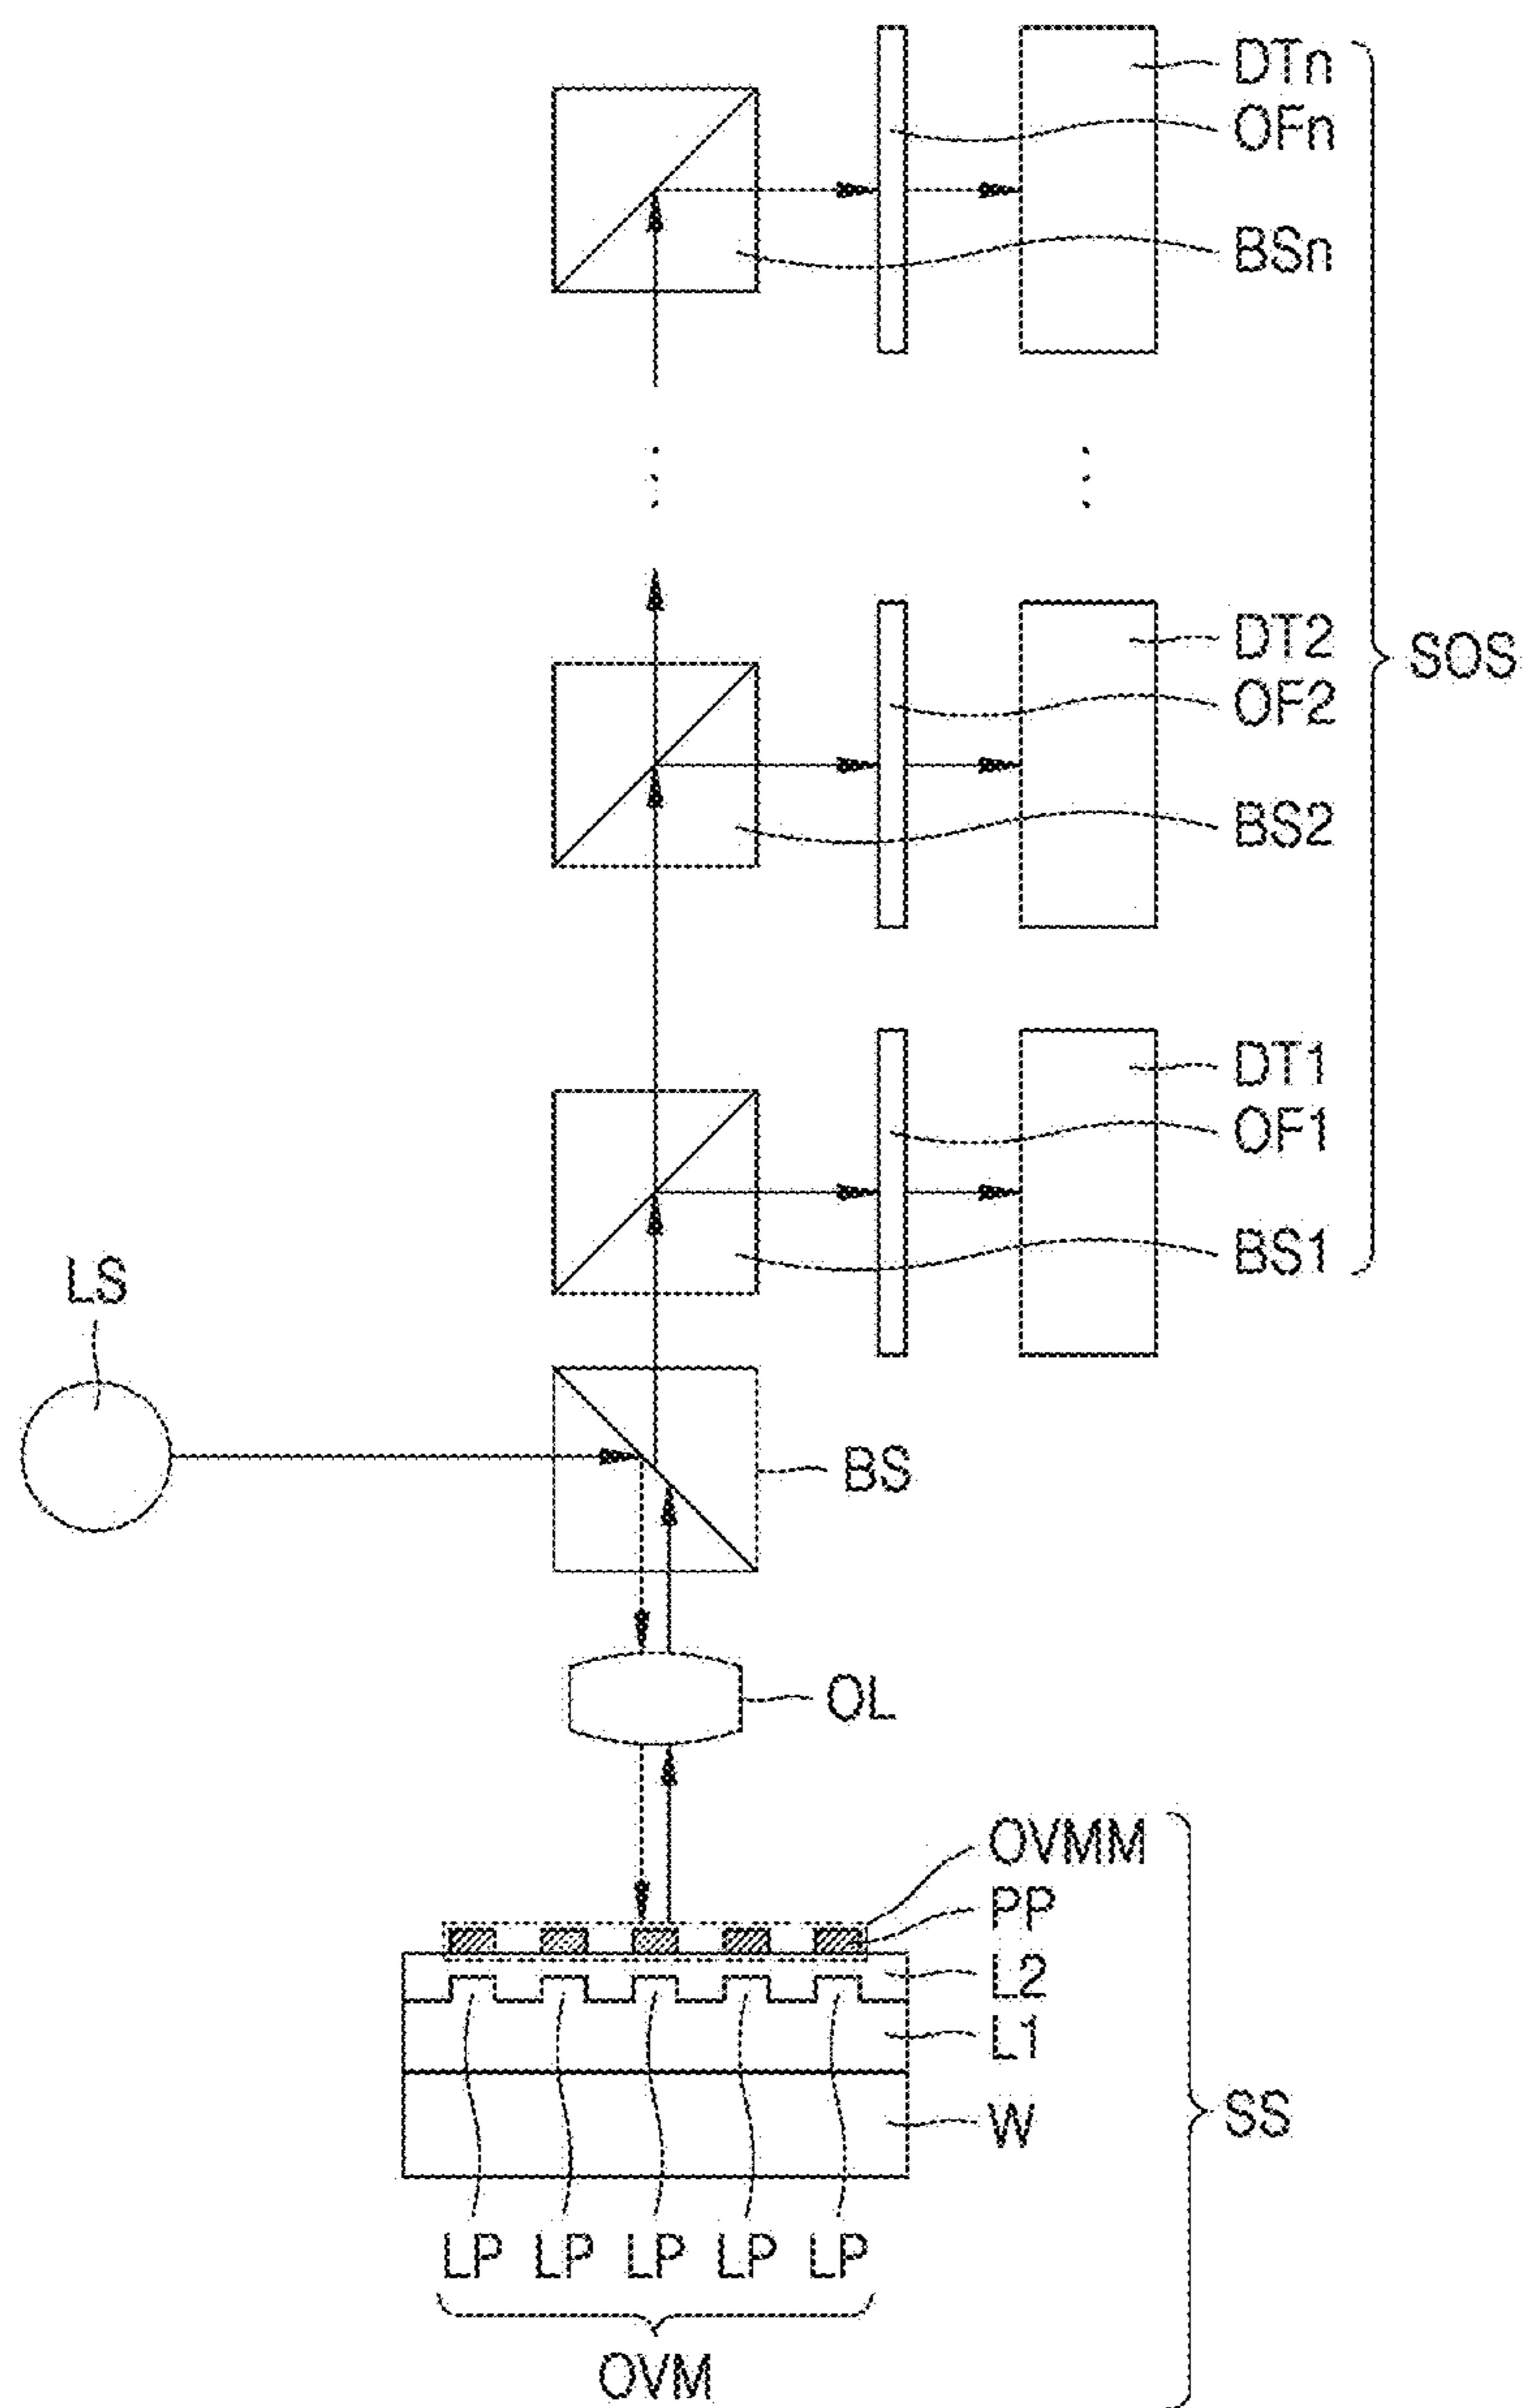 DTn
OFn
BSn
DT2
OF2
SOS
BS2
DT1
OF1
BS1
LS
BS
OL
OVMM
PP
L2
L1
W
SS
LP LP LP LP LP
OVM